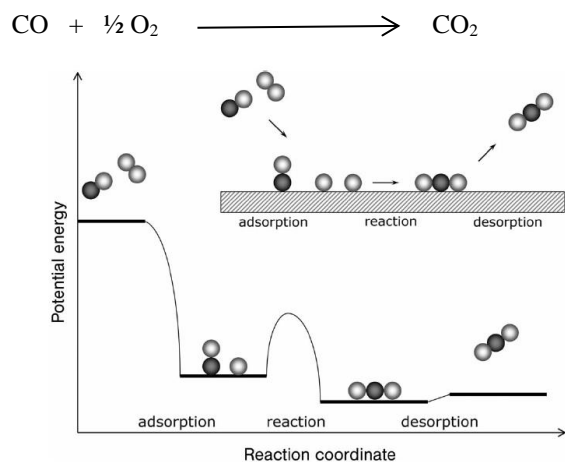 CO + ½ O₂ ⟶ CO₂
adsorption reaction desorption
Potential energy
adsorption reaction desorption
Reaction coordinate